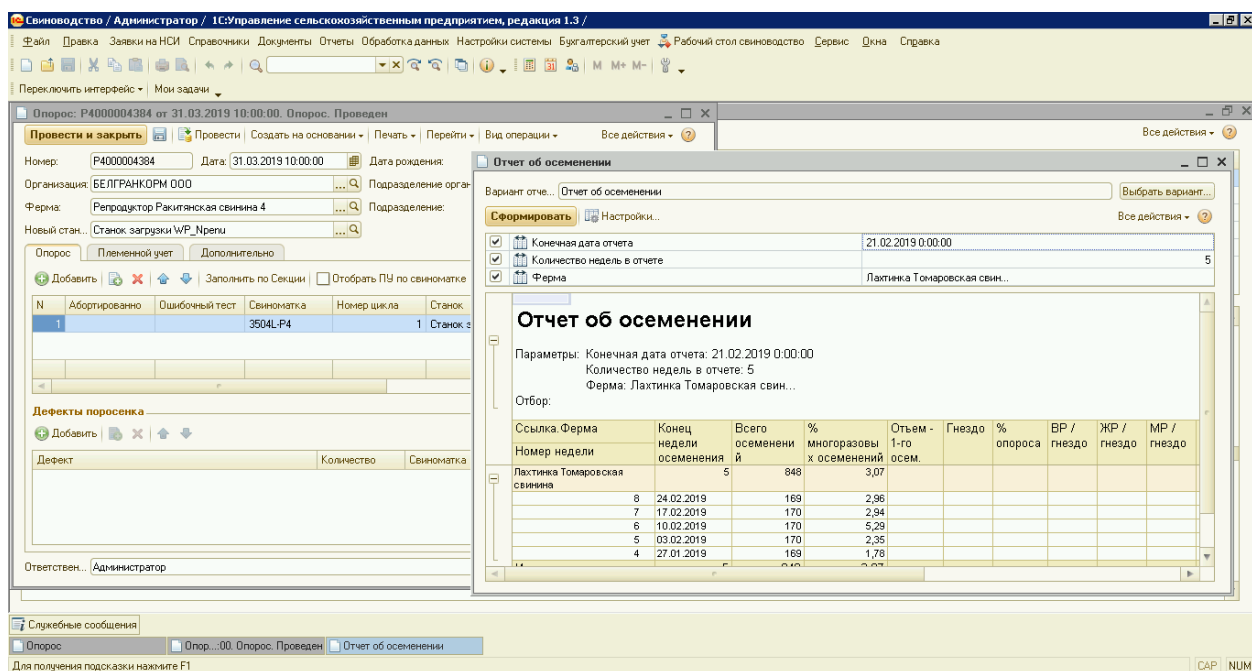 Свиноводство / Администратор / 1С:Управление сельскохозяйственным предприятием, редакция 1.3 /
Файл Правка Заявки на НСИ Справочники Документы Отчеты Обработка данных Настройки системы Бухгалтерский учет Рабочий стол свиноводство Сервис Окна Справка
M M+ M-
Переключить интерфейс Мои задачи
Опорос: Р4000004384 от 31.03.2019 10:00:00. Опорос. Проведен
Провести и закрыть Провести Создать на основании Печать Перейти Вид операции Все действия
Все действия
Номер: Р4000004384 Дата: 31.03.2019 10:00:00 Дата рождения:
Организация: БЕЛГРАНКОРМ ООО Подразделение орган
Ферма: Репродуктор Ракитянская свинина 4 Подразделение:
Новый стан... Станок загрузки WP_Npenu
Опорос Племенной учет Дополнительно
Добавить Заполнить по Секции Отобрать ПУ по свиноматке
N Абортированно Ошибочный тест Свиноматка Номер цикла Станок
1 3504L-P4 1 Станок з
Дефекты поросенка
Добавить
Дефект Количество Свиноматка
Ответствен... Администратор
Отчет об осеменении
Вариант отче... Отчет об осеменении Выбрать вариант...
Сформировать Настройки... Все действия
Конечная дата отчета 21.02.2019 0:00:00
Количество недель в отчете 5
Ферма Лахтинка Томаровская свин...
Отчет об осеменении
Параметры: Конечная дата отчета: 21.02.2019 0:00:00
Количество недель в отчете: 5
Ферма: Лахтинка Томаровская свин...
Отбор:
Ссылка.Ферма Конец недели осеменения Всего осеменений % многоразовых осеменений Отъем - 1-го осем. Гнездо % опороса ВР / гнездо ЖР / гнездо МР / гнездо
Номер недели
Лахтинка Томаровская свинина 5 848 3,07
8 24.02.2019 169 2,96
7 17.02.2019 170 2,94
6 10.02.2019 170 5,29
5 03.02.2019 170 2,35
4 27.01.2019 169 1,78
Служебные сообщения
Опорос Опор...:00. Опорос. Проведен Отчет об осеменении
Для получения подсказки нажмите F1 CAP NUM